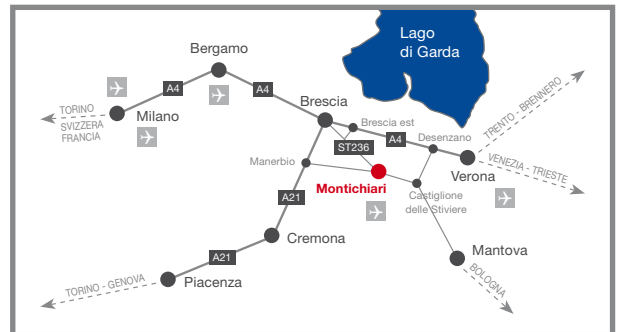 Lago
di Garda
Bergamo
A4
A4
TORINO
SVIZZERA
FRANCIA
Milano
Brescia
Brescia est
ST236
A4
Desenzano
TRENTO - BRENNERO
Manerbio
Montichiari
Verona
VENEZIA - TRIESTE
A21
Castiglione
delle Stiviere
Cremona
A21
Mantova
TORINO - GENOVA
Piacenza
BOLOGNA